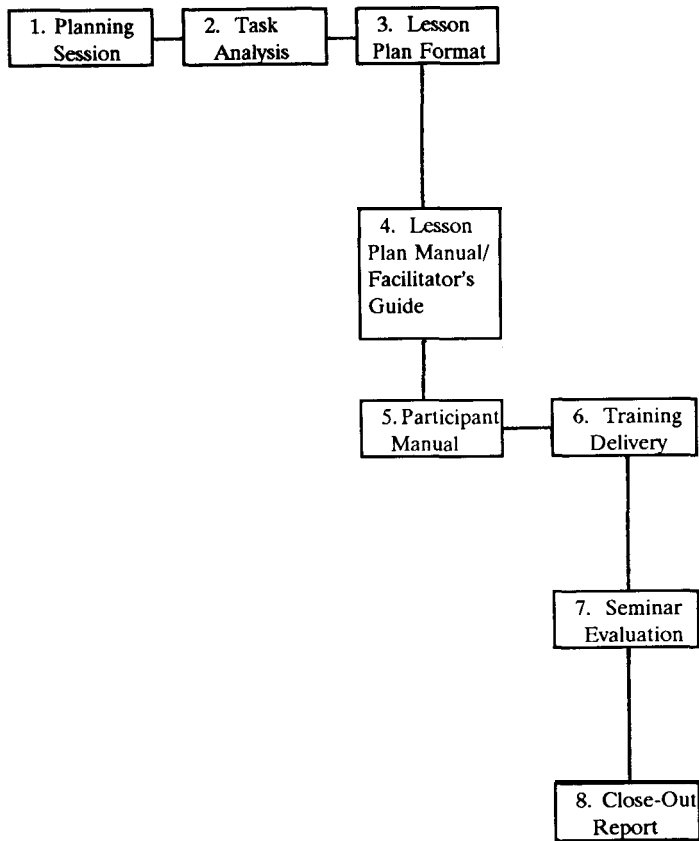 1. Planning
Session
2. Task
Analysis
3. Lesson
Plan Format
4. Lesson
Plan Manual/
Facilitator's
Guide
5. Participant
Manual
6. Training
Delivery
7. Seminar
Evaluation
8. Close-Out
Report